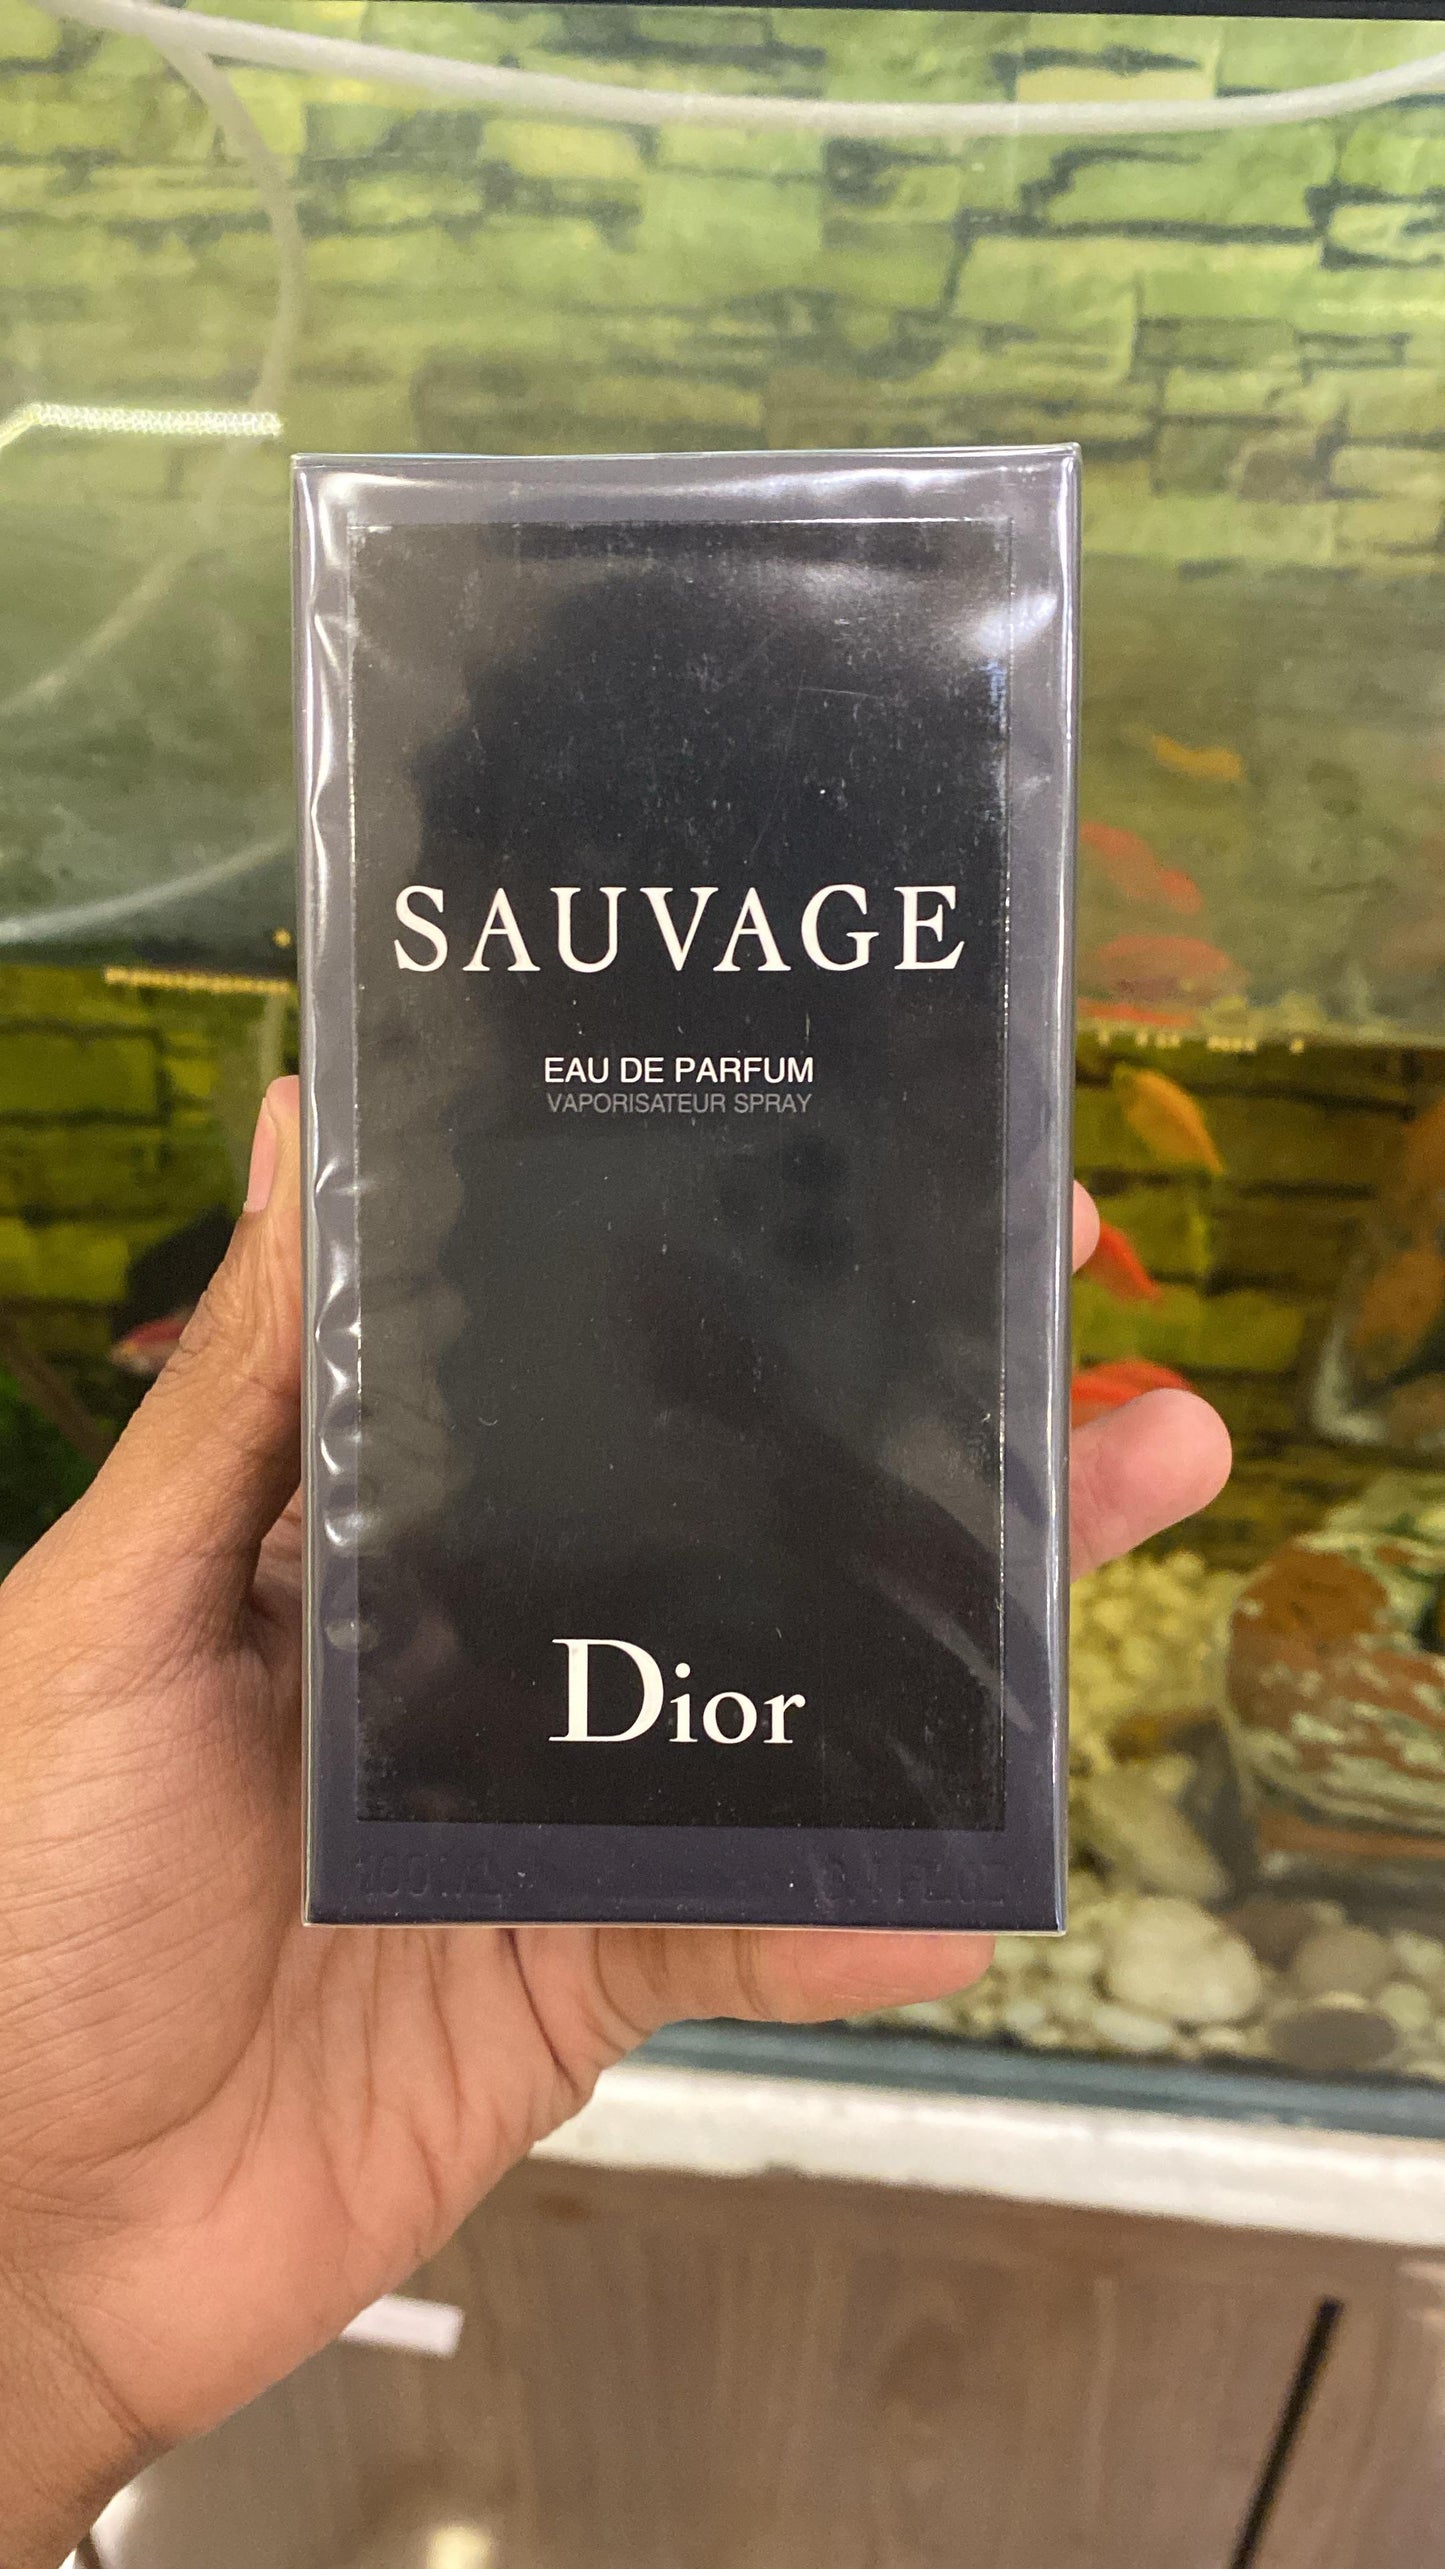 SAUVAGE
EAU DE PARFUM
VAPORISATEUR SPRAY
Dior